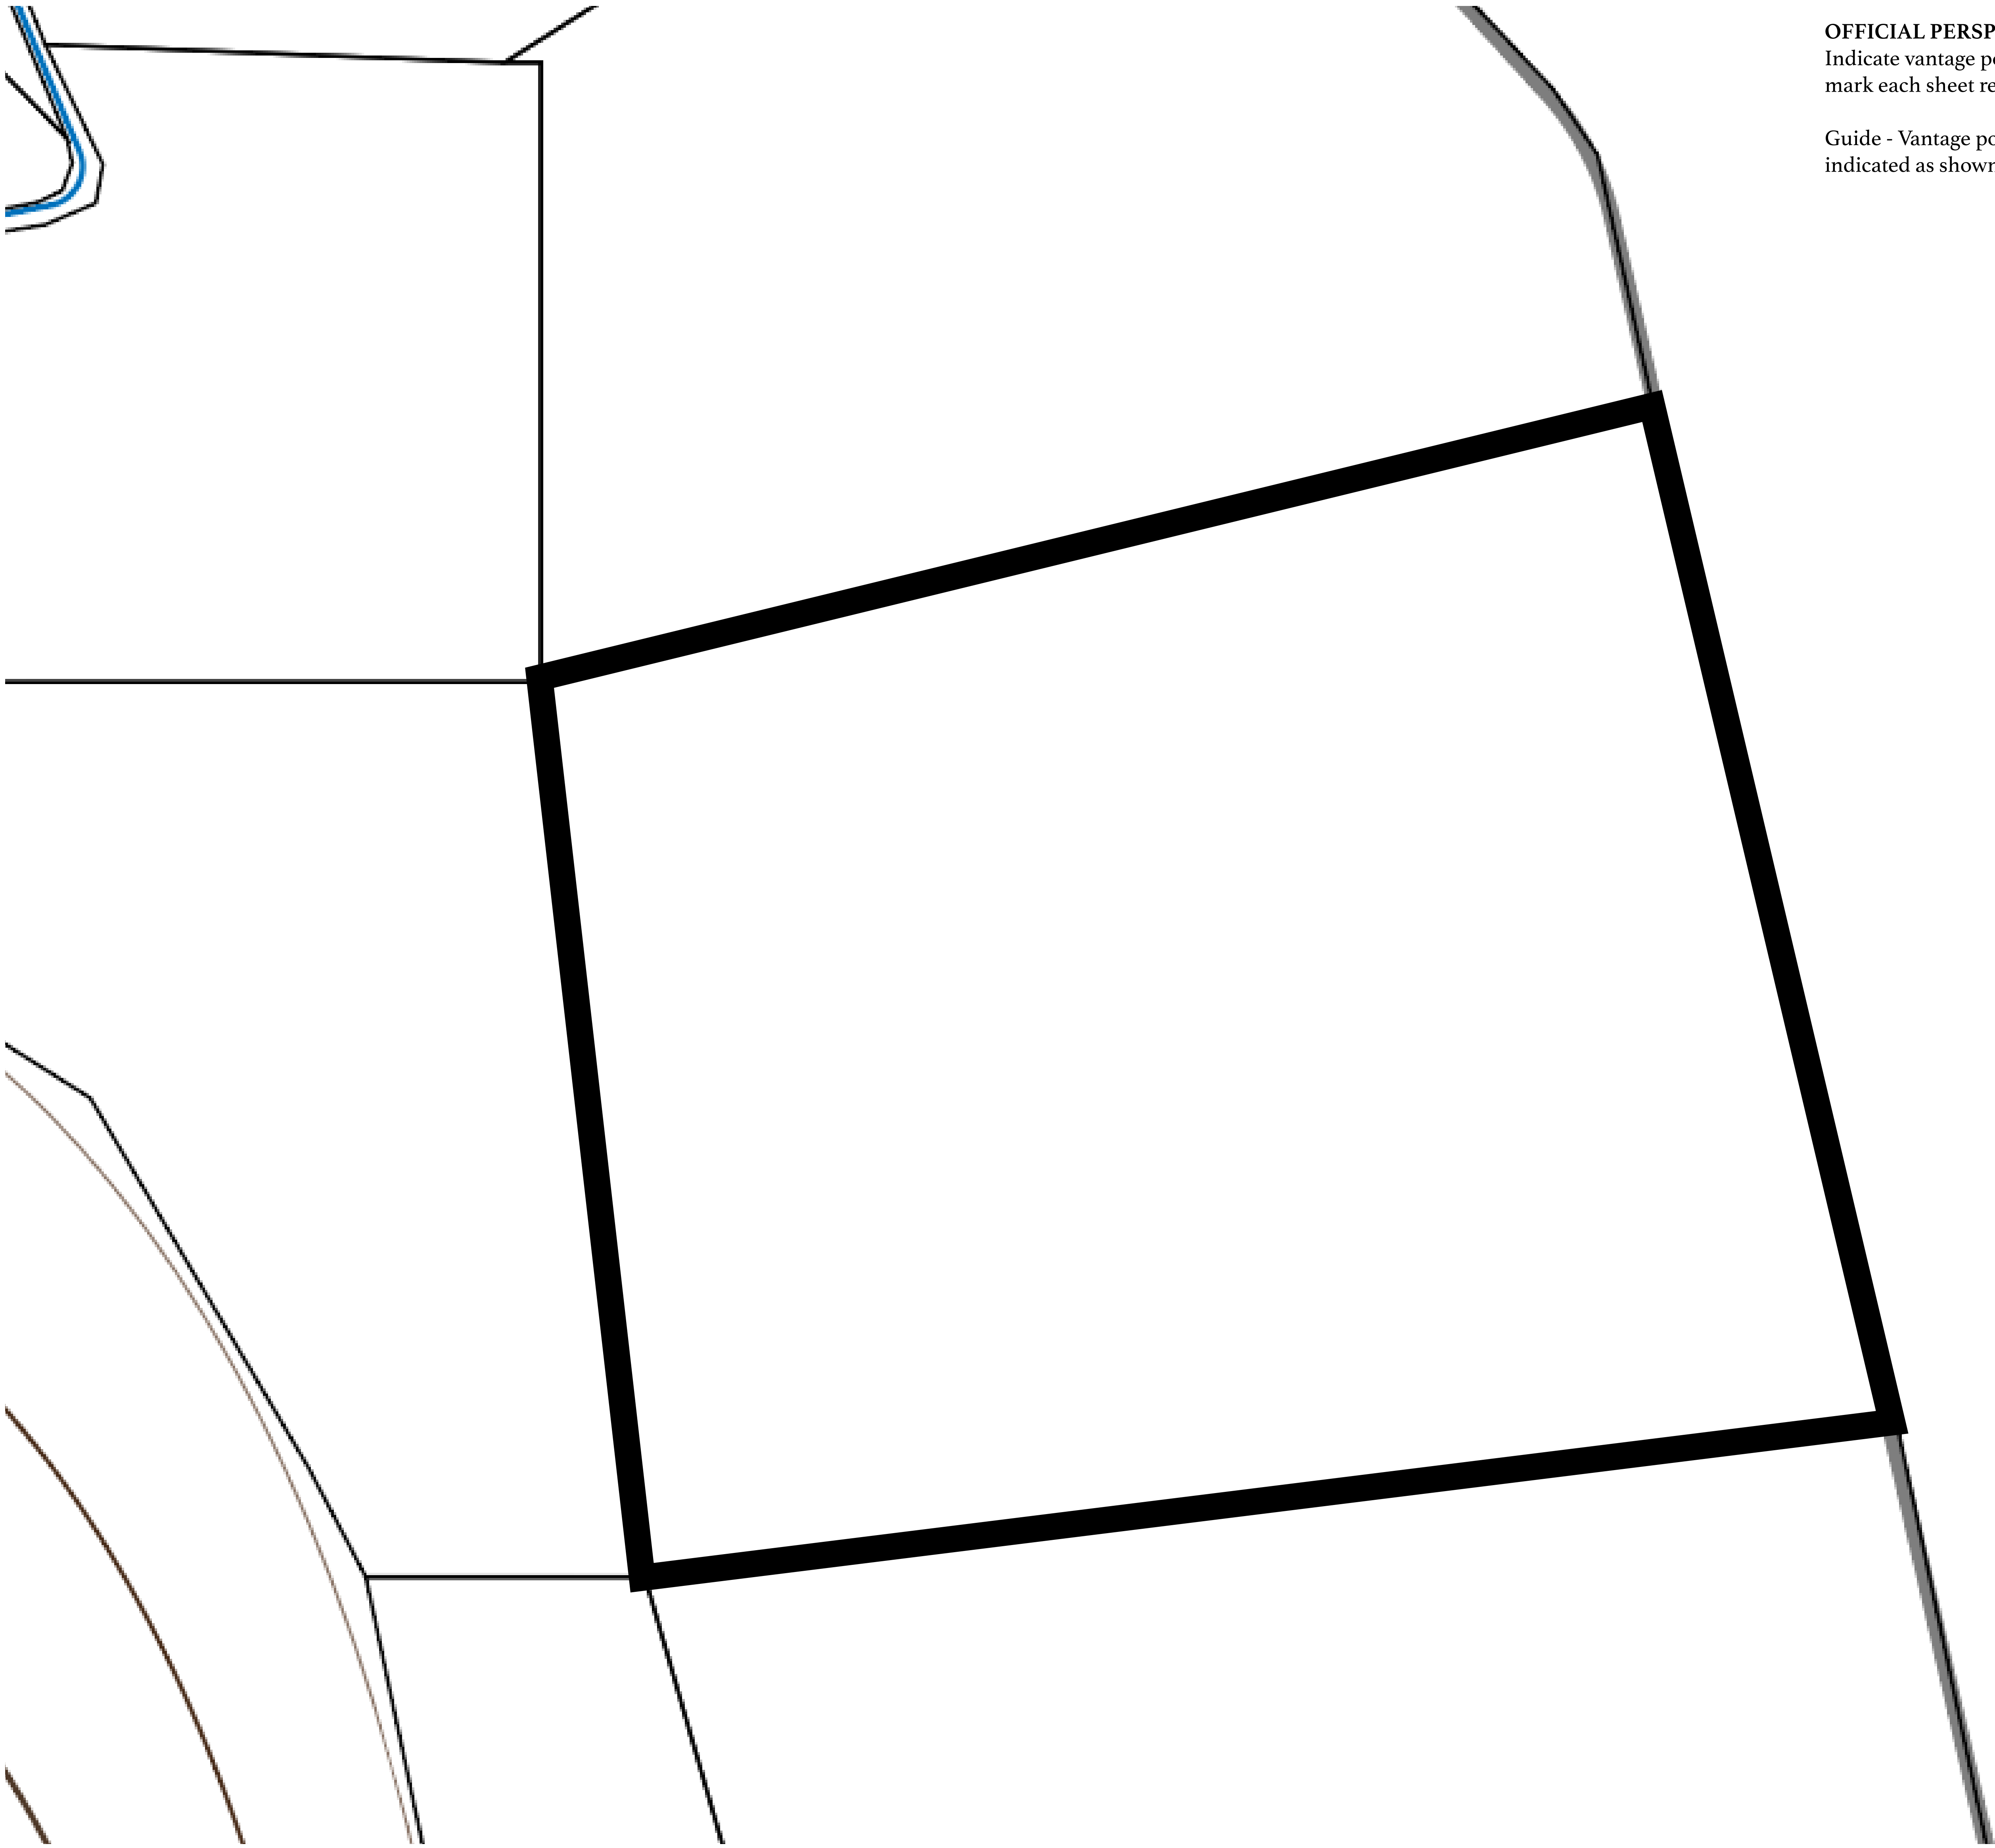 OFFICIAL PERSP
Indicate vantage po
mark each sheet re

Guide - Vantage po
indicated as shown